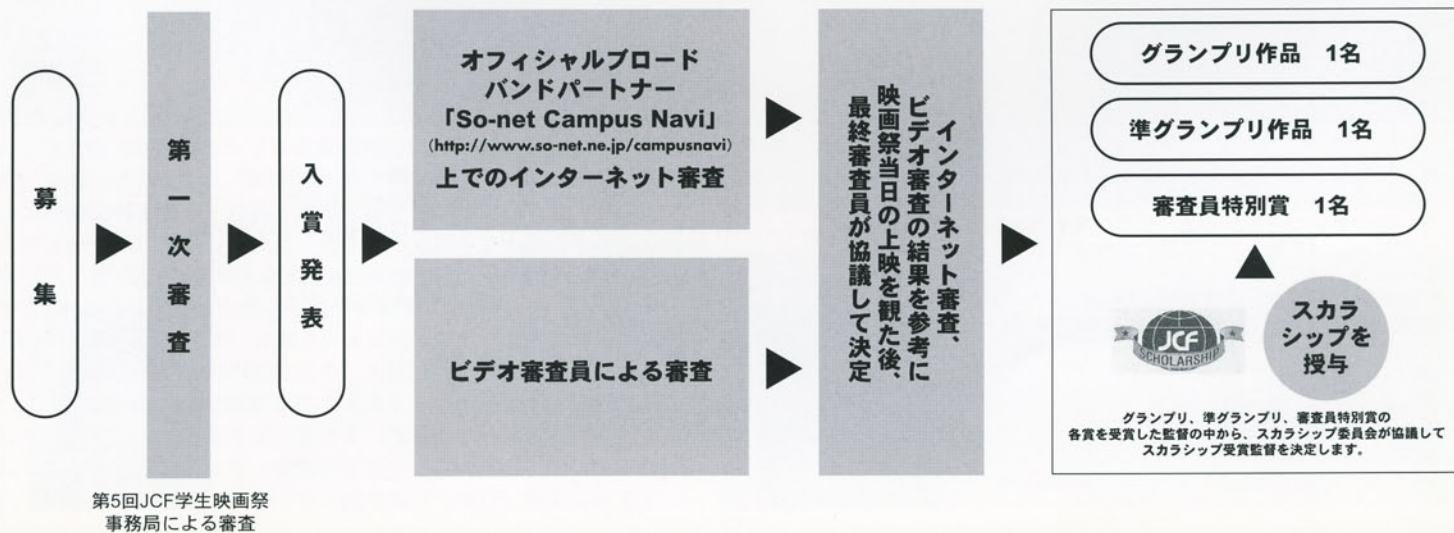 募集
第一次審査
第5回JCF学生映画祭
事務局による審査
入賞発表
オフィシャルブロード
バンドパートナー
「So-net Campus Navi」
(http://www.so-net.ne.jp/campusnavi)
上でのインターネット審査
ビデオ審査員による審査
インターネット審査、
ビデオ審査の結果を参考に
映画祭当日の上映を観た後、
最終審査員が協議して決定
グランプリ作品 1名
準グランプリ作品 1名
審査員特別賞 1名
JCF
SCHOLARSHIP
スカラ
シップを
授与
グランプリ、準グランプリ、審査員特別賞の
各賞を受賞した監督の中から、スカラシップ委員会が協議して
スカラシップ受賞監督を決定します。